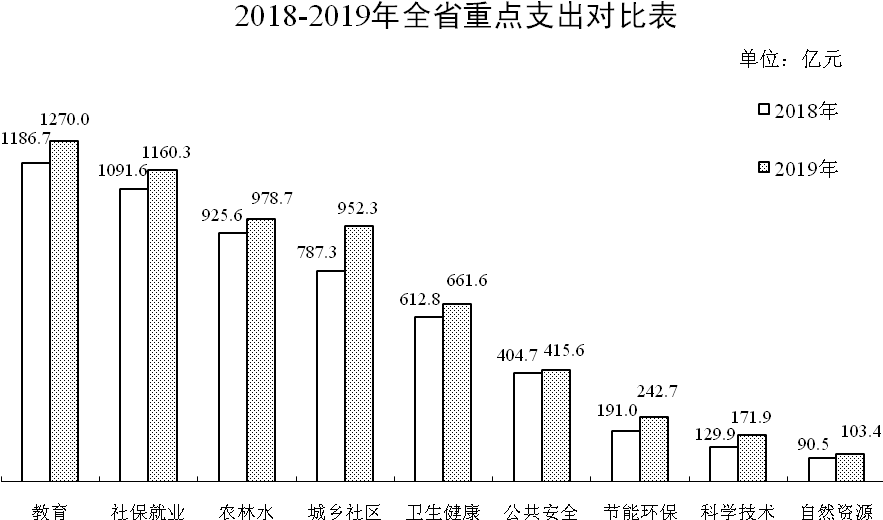 2018-2019年全省重点支出对比表
单位：亿元
2018年
2019年
1186.7 1270.0
1091.6 1160.3
925.6 978.7
787.3 952.3
612.8 661.6
404.7 415.6
191.0 242.7
129.9 171.9
90.5 103.4
教育 社保就业 农林水 城乡社区 卫生健康 公共安全 节能环保 科学技术 自然资源